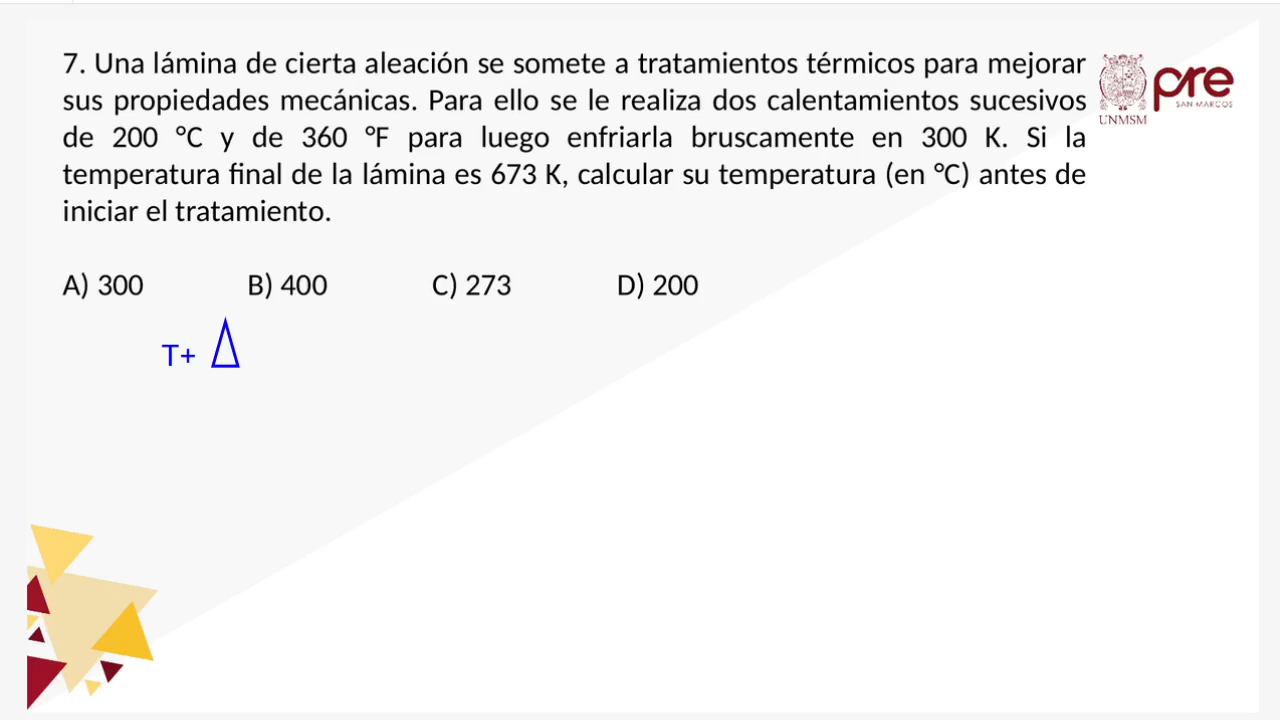 7. Una lámina de cierta aleación se somete a tratamientos térmicos para mejorar
sus propiedades mecánicas. Para ello se le realiza dos calentamientos sucesivos
de 200 °C y de 360 °F para luego enfriarla bruscamente en 300 K. Si la
temperatura final de la lámina es 673 K, calcular su temperatura (en °C) antes de
iniciar el tratamiento.
A) 300 B) 400 C) 273 D) 200
T+ Δ
UNMSM
pre
SAN MARCOS